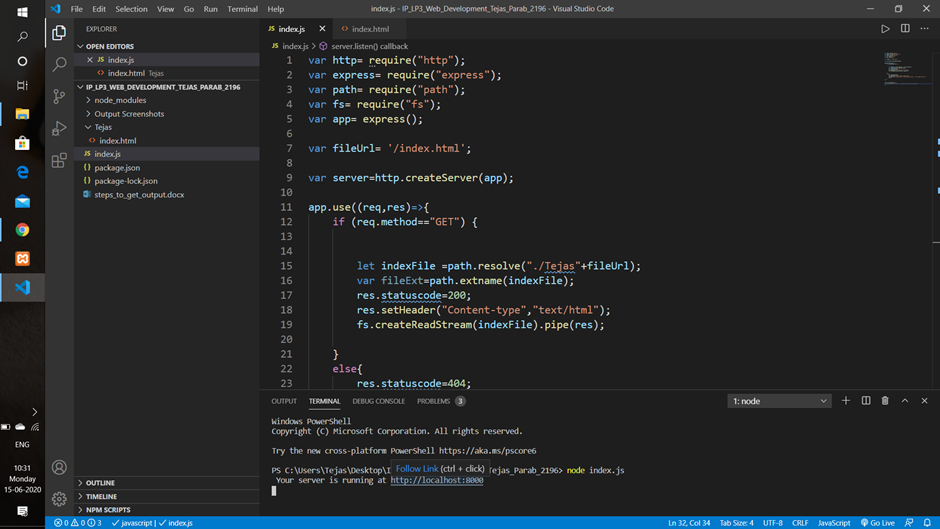 File Edit Selection View Go Run Terminal Help
index.js - IP_LP3_Web_Development_Tejas_Parab_2196 - Visual Studio Code
EXPLORER
OPEN EDITORS
JS index.js
<> index.html Tejas
IP_LP3_WEB_DEVELOPMENT_TEJAS_PARAB_2196
node_modules
Output Screenshots
Tejas
<> index.html
JS index.js
{} package.json
{} package-lock.json
steps_to_get_output.docx
OUTLINE
TIMELINE
NPM SCRIPTS
JS index.js
<> index.html
JS index.js > server.listen() callback
1 var http= require("http");
2 var express= require("express");
3 var path= require("path");
4 var fs= require("fs");
5 var app= express();
6
7 var fileUrl= '/index.html';
8
9 var server=http.createServer(app);
10
11 app.use((req,res)=>{
12 if (req.method=="GET") {
13
14
15 let indexFile =path.resolve("./Tejas"+fileUrl);
16 var fileExt=path.extname(indexFile);
17 res.statuscode=200;
18 res.setHeader("Content-type","text/html");
19 fs.createReadStream(indexFile).pipe(res);
20
21 }
22 else{
23 res.statuscode=404;
OUTPUT TERMINAL DEBUG CONSOLE PROBLEMS 3
1: node
Windows PowerShell
Copyright (C) Microsoft Corporation. All rights reserved.
Try the new cross-platform PowerShell https://aka.ms/pscore6
Follow Link (ctrl + click)
PS C:\Users\Tejas\Desktop\I Tejas_Parab_2196> node index.js
Your server is running at http://localhost:8000
ENG
10:31
Monday
15-06-2020
0 0 3 javascript | index.js
Ln 32, Col 34 Tab Size: 4 UTF-8 CRLF JavaScript Go Live